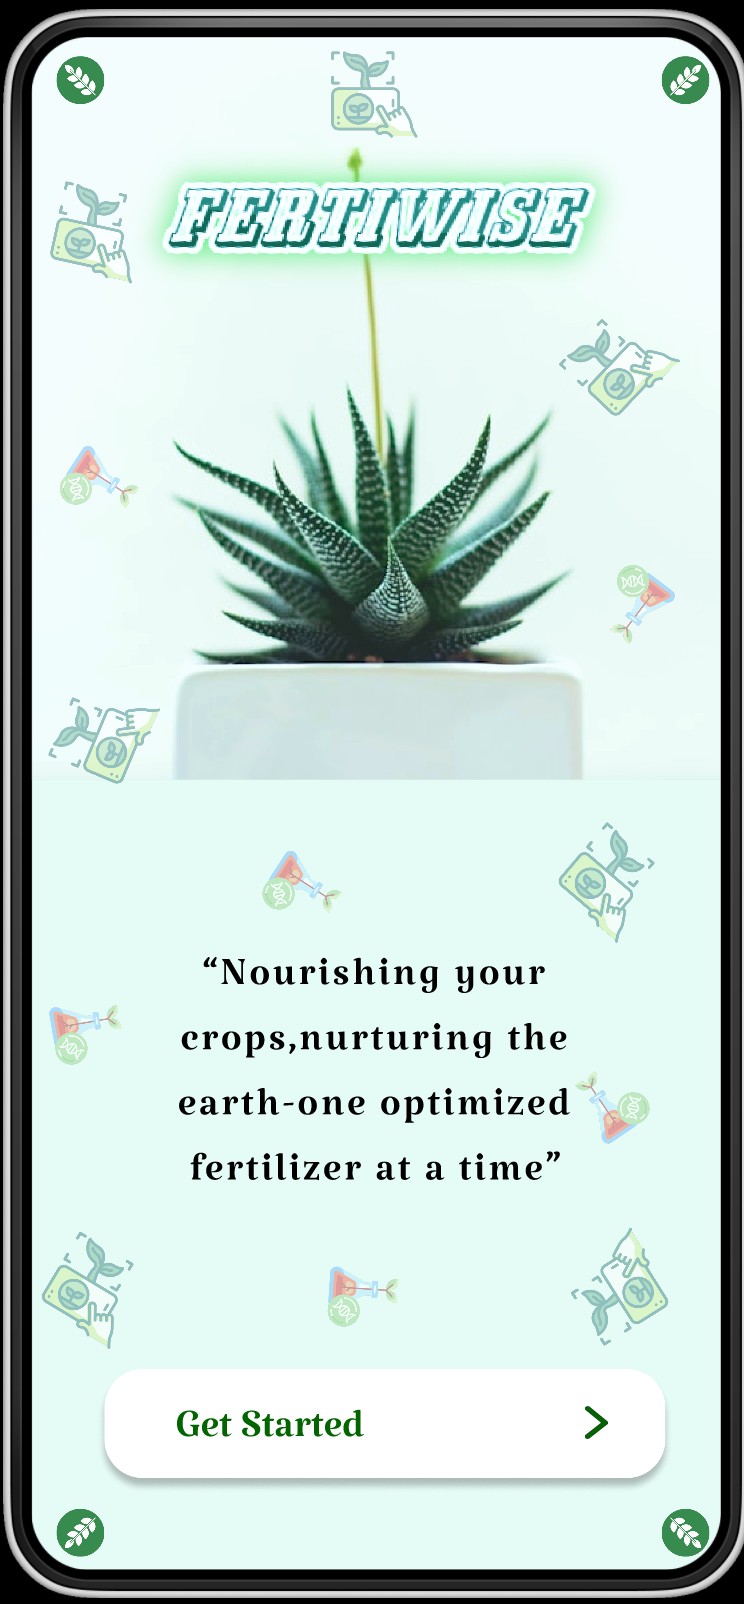 FERTIWISE
“Nourishing your
crops,nurturing the
earth-one optimized
fertilizer at a time”
Get Started